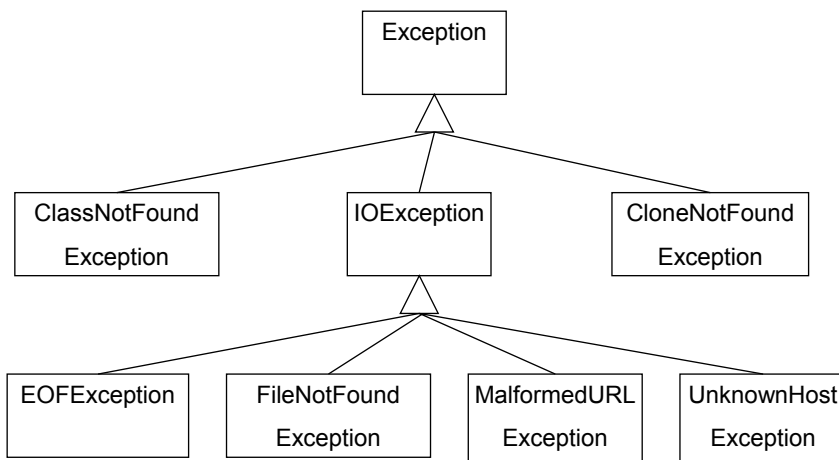 Exception
ClassNotFound
Exception
IOException
CloneNotFound
Exception
EOFException
FileNotFound
Exception
MalformedURL
Exception
UnknownHost
Exception